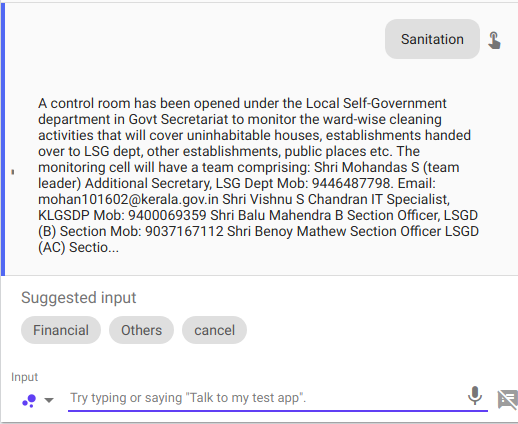 Sanitation
A control room has been opened under the Local Self-Government
department in Govt Secretariat to monitor the ward-wise cleaning
activities that will cover uninhabitable houses, establishments handed
over to LSG dept, other establishments, public places etc. The
monitoring cell will have a team comprising: Shri Mohandas S (team
leader) Additional Secretary, LSG Dept Mob: 9446487798. Email:
mohan101602@kerala.gov.in Shri Vishnu S Chandran IT Specialist,
KLGSDP Mob: 9400069359 Shri Balu Mahendra B Section Officer, LSGD
(B) Section Mob: 9037167112 Shri Benoy Mathew Section Officer LSGD
(AC) Sectio...
Suggested input
Financial Others cancel
Input
Try typing or saying "Talk to my test app".